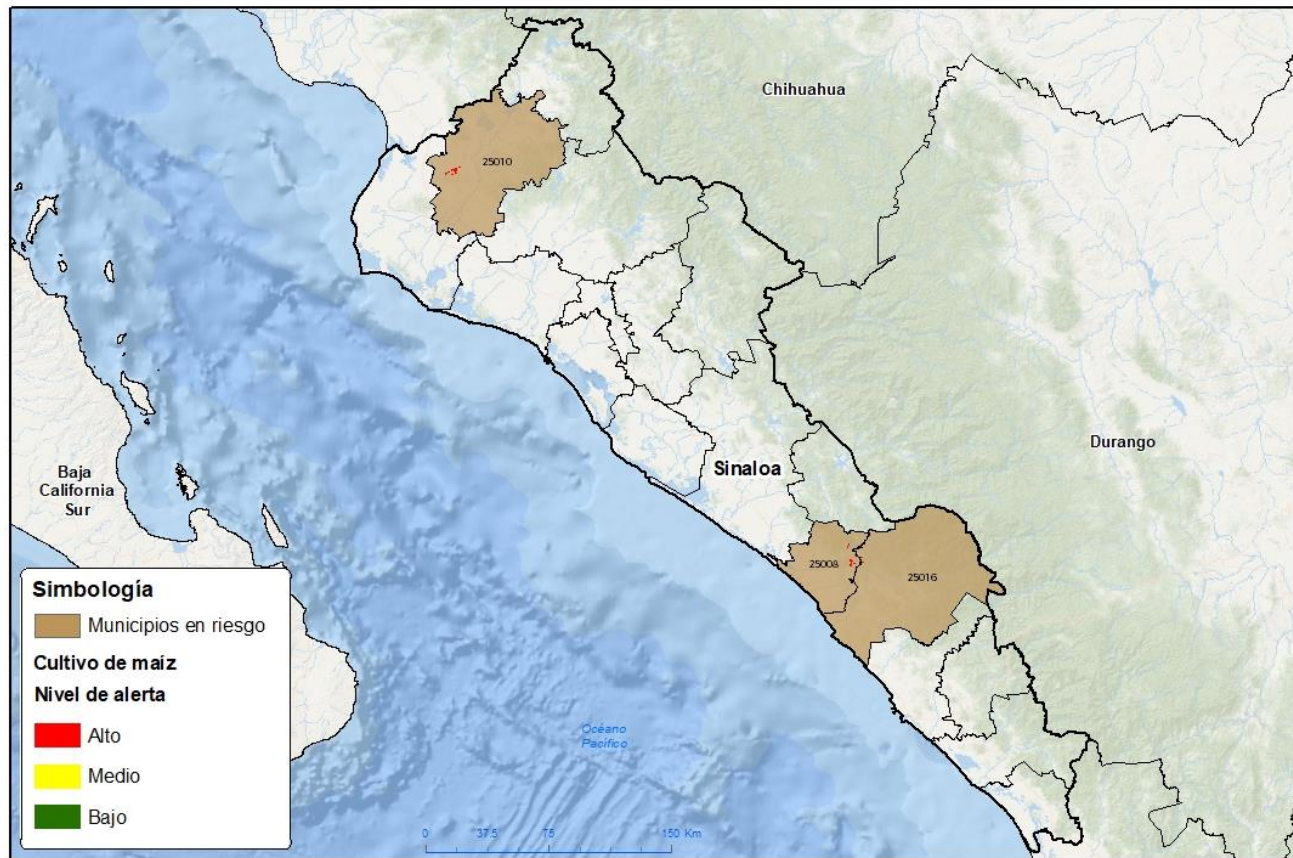 Chihuahua
25010
Durango
Sinaloa
Baja
California
Sur
25008
25016
Simbología
Municipios en riesgo
Cultivo de maíz
Nivel de alerta
Alto
Medio
Bajo
Océano
Pacífico
0 37.5 75 150 Km